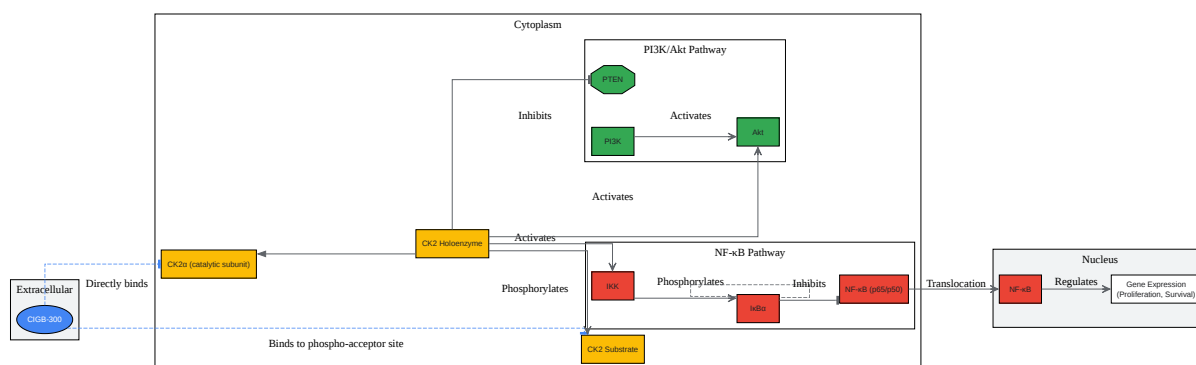 Cytoplasm
PI3K/Akt Pathway
PTEN
Inhibits
Activates
PI3K
Akt
Activates
CK2 Holoenzyme
Activates
CK2α (catalytic subunit)
NF-κB Pathway
Nucleus
Extracellular
Directly binds
Phosphorylates
IKK
Phosphorylates
Inhibits
NF-κB (p65/p50)
Translocation
NF-κB
Regulates
Gene Expression
(Proliferation, Survival)
IκBα
CIGB-300
Binds to phospho-acceptor site
CK2 Substrate